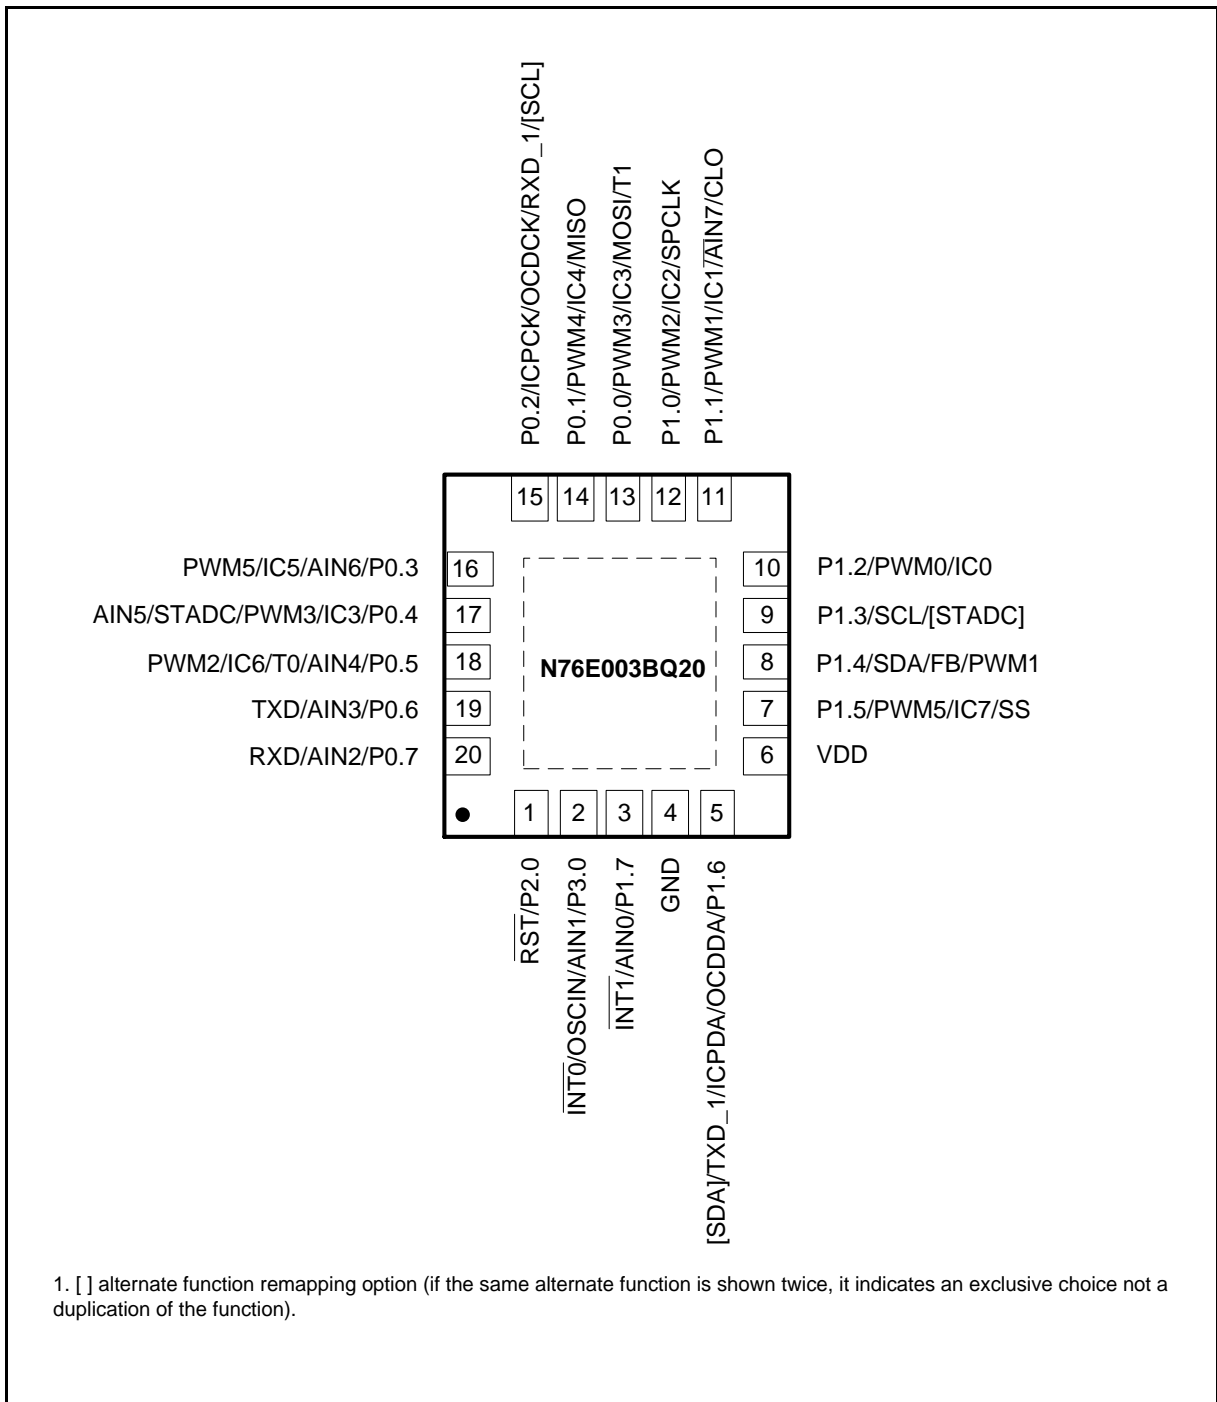 P0.2/ICPCK/OCDCK/RXD_1/[SCL]
P0.1/PWM4/IC4/MISO
P0.0/PWM3/IC3/MOSI/T1
P1.0/PWM2/IC2/SPCLK
P1.1/PWM1/IC1/AIN7/CLO
15 14 13 12 11
PWM5/IC5/AIN6/P0.3 16
10 P1.2/PWM0/IC0
AIN5/STADC/PWM3/IC3/P0.4 17
9 P1.3/SCL/[STADC]
PWM2/IC6/T0/AIN4/P0.5 18
N76E003BQ20
8 P1.4/SDA/FB/PWM1
TXD/AIN3/P0.6 19
7 P1.5/PWM5/IC7/SS
RXD/AIN2/P0.7 20
6 VDD
1 2 3 4 5
RST/P2.0
INT0/OSCIN/AIN1/P3.0
INT1/AIN0/P1.7
GND
[SDA]/TXD_1/ICPDA/OCDDA/P1.6
1. [ ] alternate function remapping option (if the same alternate function is shown twice, it indicates an exclusive choice not a
duplication of the function).